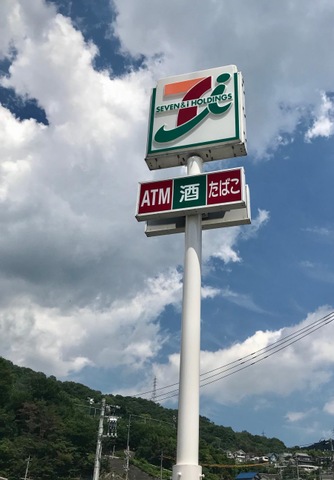 SEVEN&i HOLDINGS
ATM 酒 たばこ